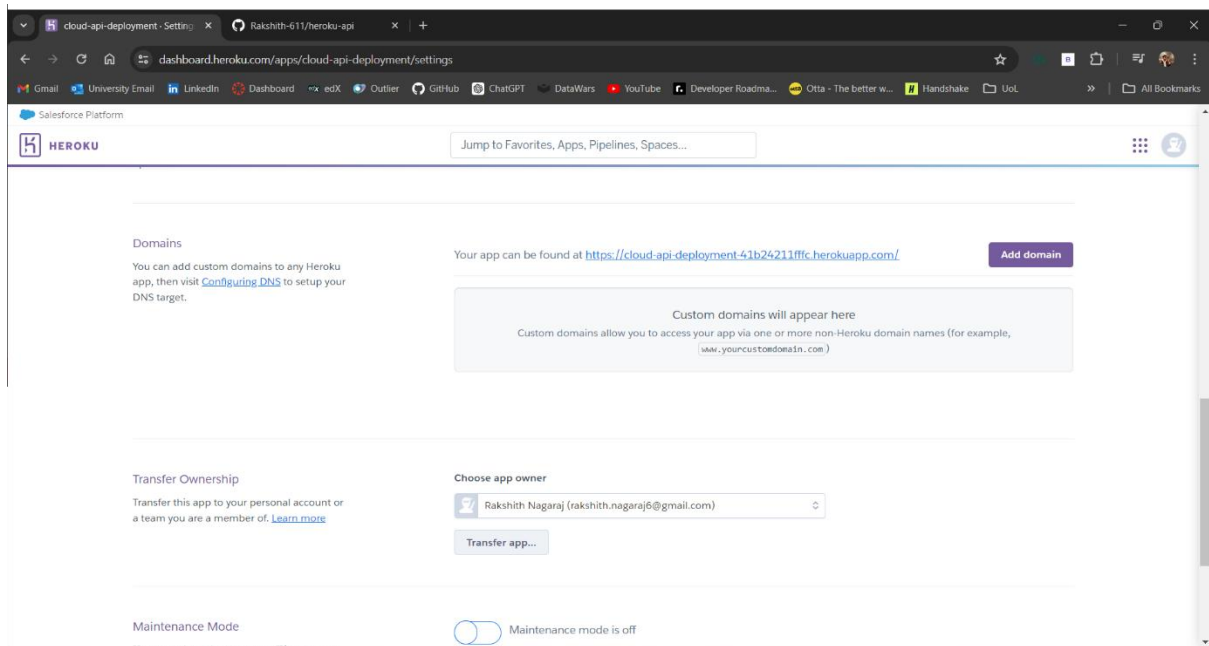 cloud-api-deployment · Setting
Rakshith-611/heroku-api
dashboard.heroku.com/apps/cloud-api-deployment/settings
Gmail University Email LinkedIn Dashboard edX Outlier GitHub ChatGPT DataWars YouTube Developer Roadma... Otta - The better w... Handshake UoL » All Bookmarks
Salesforce Platform
HEROKU
Jump to Favorites, Apps, Pipelines, Spaces...
Domains
You can add custom domains to any Heroku
app, then visit Configuring DNS to setup your
DNS target.
Your app can be found at https://cloud-api-deployment-41b24211fffc.herokuapp.com/
Add domain
Custom domains will appear here
Custom domains allow you to access your app via one or more non-Heroku domain names (for example,
www.yourcustomdomain.com)
Transfer Ownership
Transfer this app to your personal account or
a team you are a member of. Learn more
Choose app owner
Rakshith Nagaraj (rakshith.nagaraj6@gmail.com)
Transfer app...
Maintenance Mode
Maintenance mode is off